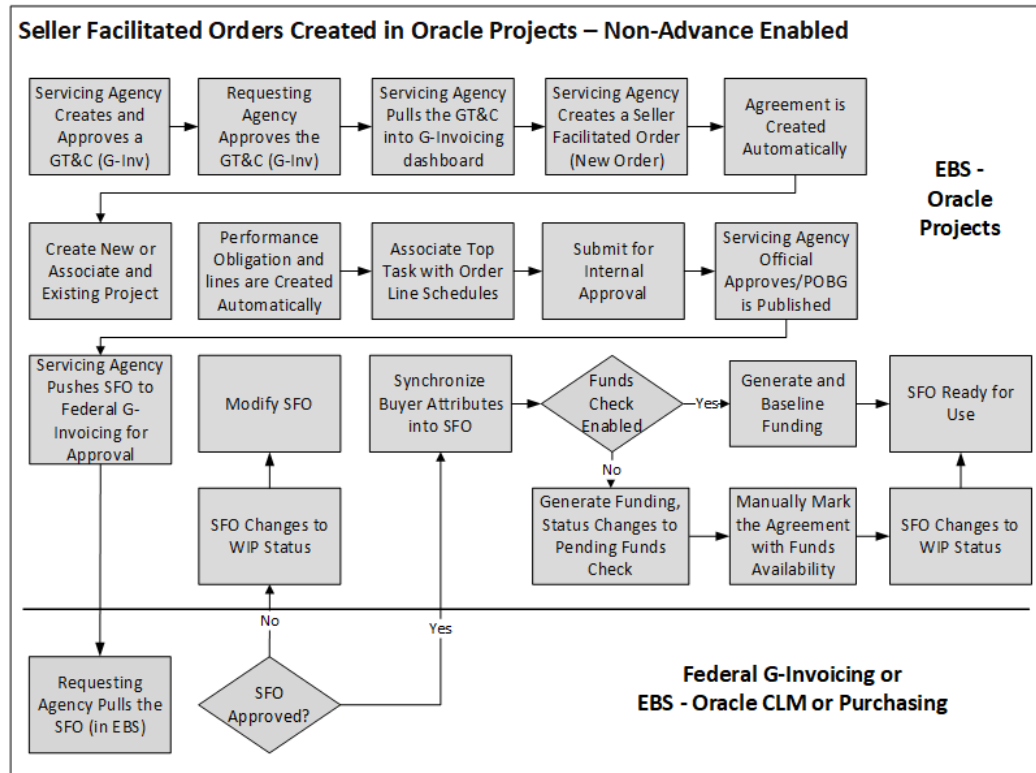 Seller Facilitated Orders Created in Oracle Projects – Non-Advance Enabled
Servicing Agency
Creates and
Approves a
GT&C (G-Inv)
Requesting
Agency
Approves the
GT&C (G-Inv)
Servicing Agency
Pulls the GT&C
into G-Invoicing
dashboard
Servicing Agency
Creates a Seller
Facilitated Order
(New Order)
Agreement is
Created
Automatically
EBS -
Oracle
Projects
Create New or
Associate and
Existing Project
Performance
Obligation and
lines are Created
Automatically
Associate Top
Task with Order
Line Schedules
Submit for
Internal
Approval
Servicing Agency
Official
Approves/POBG
is Published
Servicing Agency
Pushes SFO to
Federal G-
Invoicing for
Approval
Modify SFO
Synchronize
Buyer Attributes
into SFO
Funds
Check
Enabled
Yes
Generate and
Baseline
Funding
SFO Ready for
Use
No
SFO Changes to
WIP Status
Generate Funding,
Status Changes to
Pending Funds
Check
Manually Mark
the Agreement
with Funds
Availability
SFO Changes to
WIP Status
No
Yes
Requesting
Agency Pulls the
SFO (in EBS)
SFO
Approved?
Federal G-Invoicing or
EBS - Oracle CLM or Purchasing